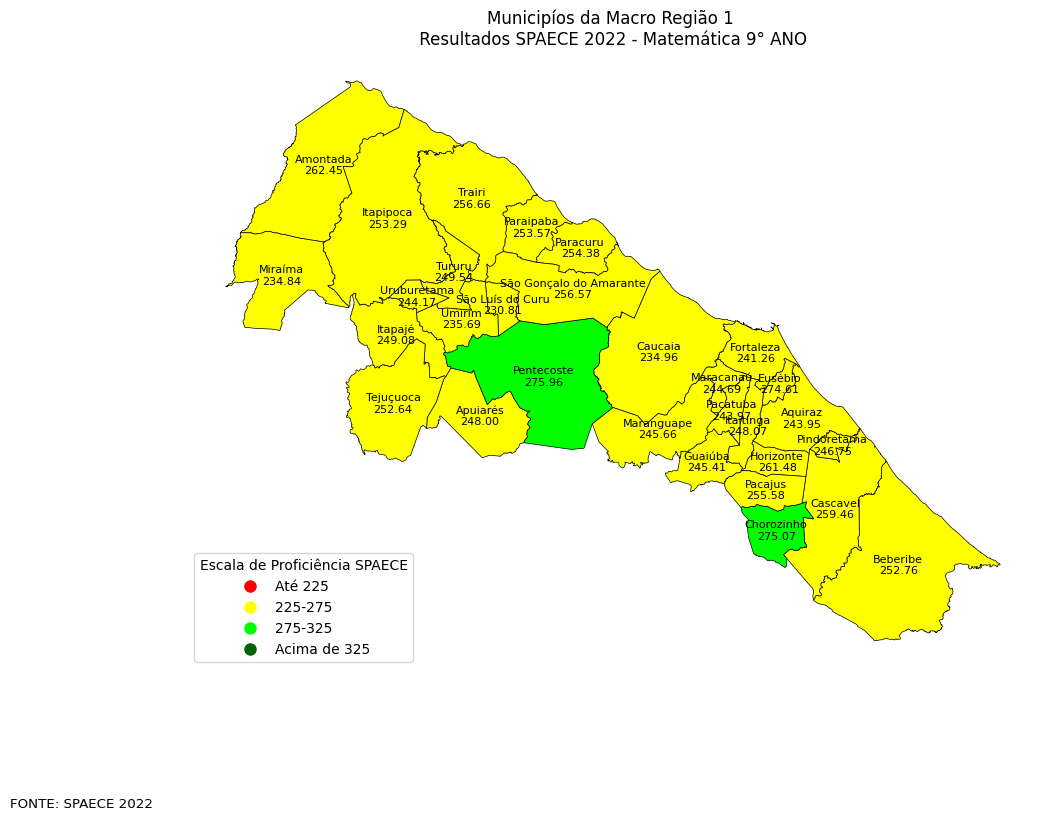 Municipíos da Macro Região 1
Resultados SPAECE 2022 - Matemática 9° ANO
Amontada
262.45
Trairi
256.66
Itapipoca
253.29
Paraipaba
253.57
Paracuru
254.38
Miraíma
234.84
Tururu
249.54
São Gonçalo do Amarante
256.57
Uruburetama
244.17
São Luís do Curu
230.81
Umirim
235.69
Itapajé
249.08
Caucaia
234.96
Fortaleza
241.26
Pentecoste
275.96
Maracanaú
244.69
Eusébio
274.61
Tejuçuoca
252.64
Apuiarés
248.00
Pacatuba
243.97
Aquiraz
243.95
Itaitinga
248.07
Maranguape
245.66
Pindoretama
246.75
Guaiúba
245.41
Horizonte
261.48
Pacajus
255.58
Cascavel
259.46
Chorozinho
275.07
Beberibe
252.76
Escala de Proficiência SPAECE
Até 225
225-275
275-325
Acima de 325
FONTE: SPAECE 2022